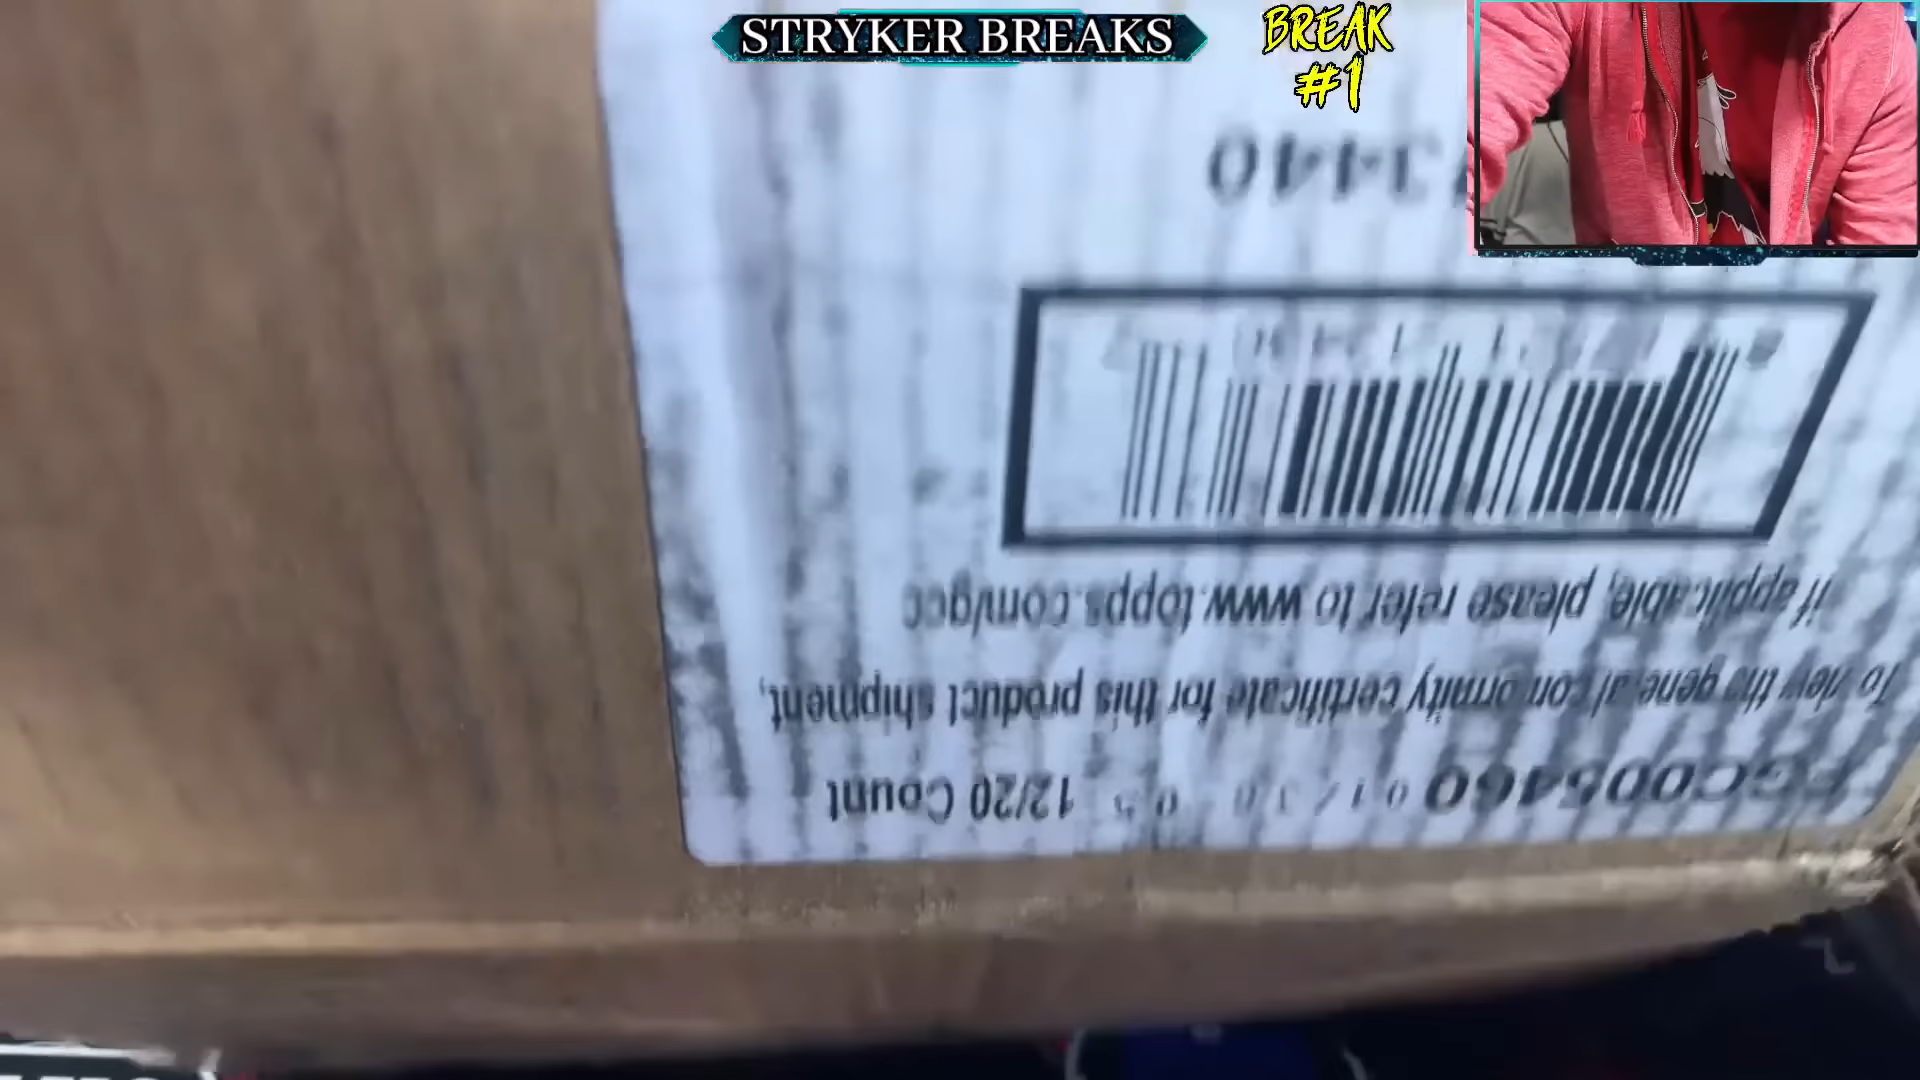 STRYKER BREAKS
BREAK
#1
FGC005460
12/20 Count
To view the general conformity certificate for this product shipment,
if applicable, please refer to www.topps.com/gcc
3440